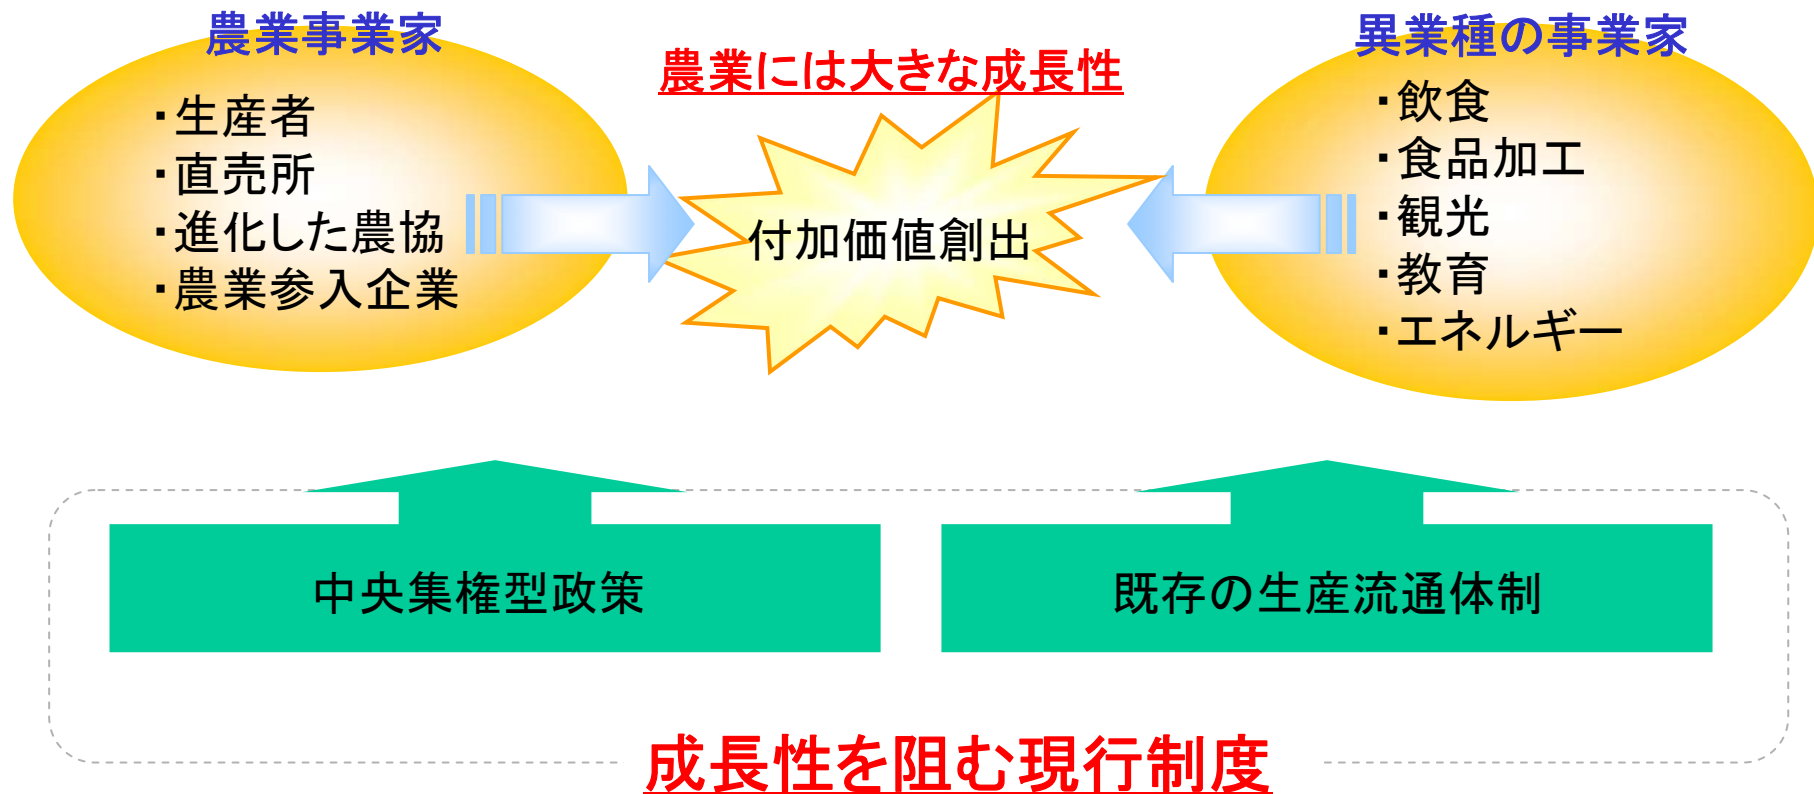 農業事業家
・生産者
・直売所
・進化した農協
・農業参入企業
農業には大きな成長性
付加価値創出
異業種の事業家
・飲食
・食品加工
・観光
・教育
・エネルギー
中央集権型政策
既存の生産流通体制
成長性を阻む現行制度